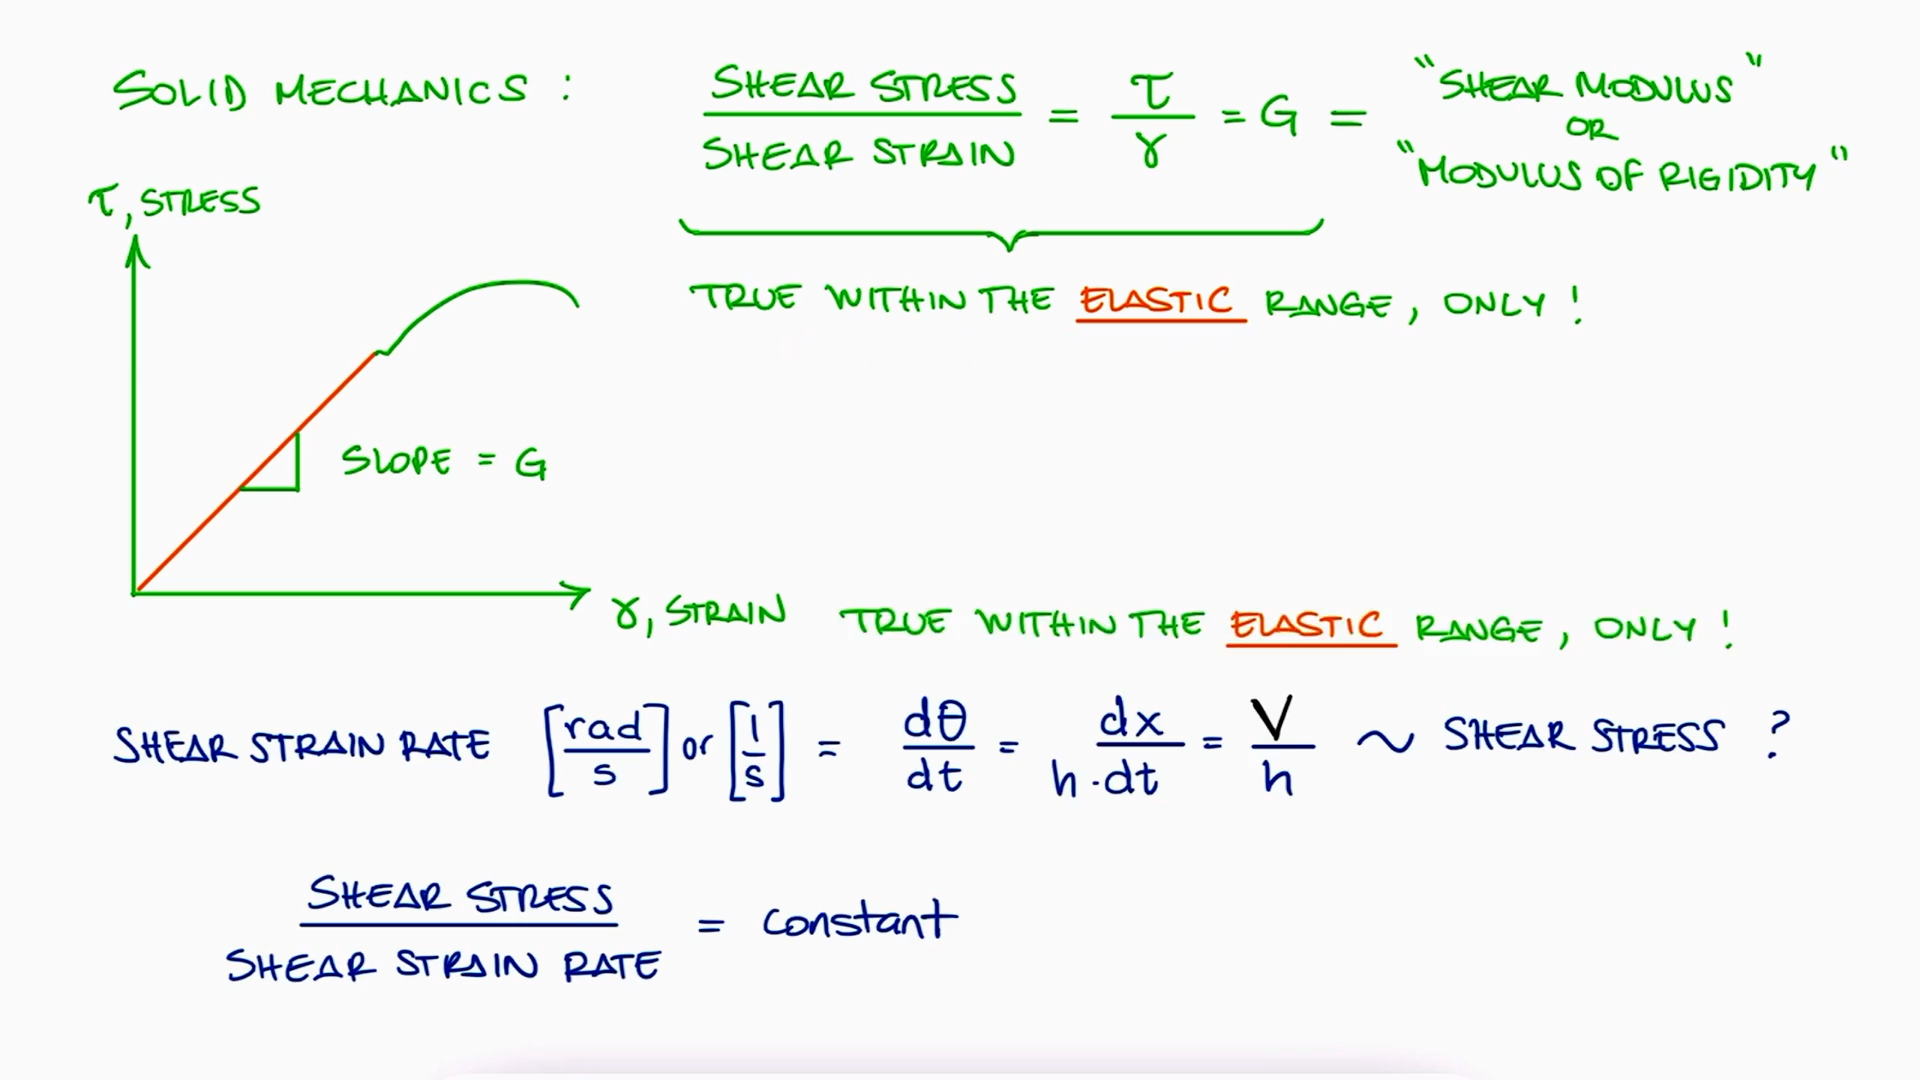 SOLID MECHANICS :
SHEAR STRESS / SHEAR STRAIN = τ / γ = G = "SHEAR MODULUS" OR "MODULUS OF RIGIDITY"
τ, STRESS
TRUE WITHIN THE ELASTIC RANGE, ONLY !
SLOPE = G
γ, STRAIN
TRUE WITHIN THE ELASTIC RANGE, ONLY !
SHEAR STRAIN RATE [rad/s] or [1/s] = dθ/dt = dx/h·dt = V/h ~ SHEAR STRESS ?
SHEAR STRESS / SHEAR STRAIN RATE = constant